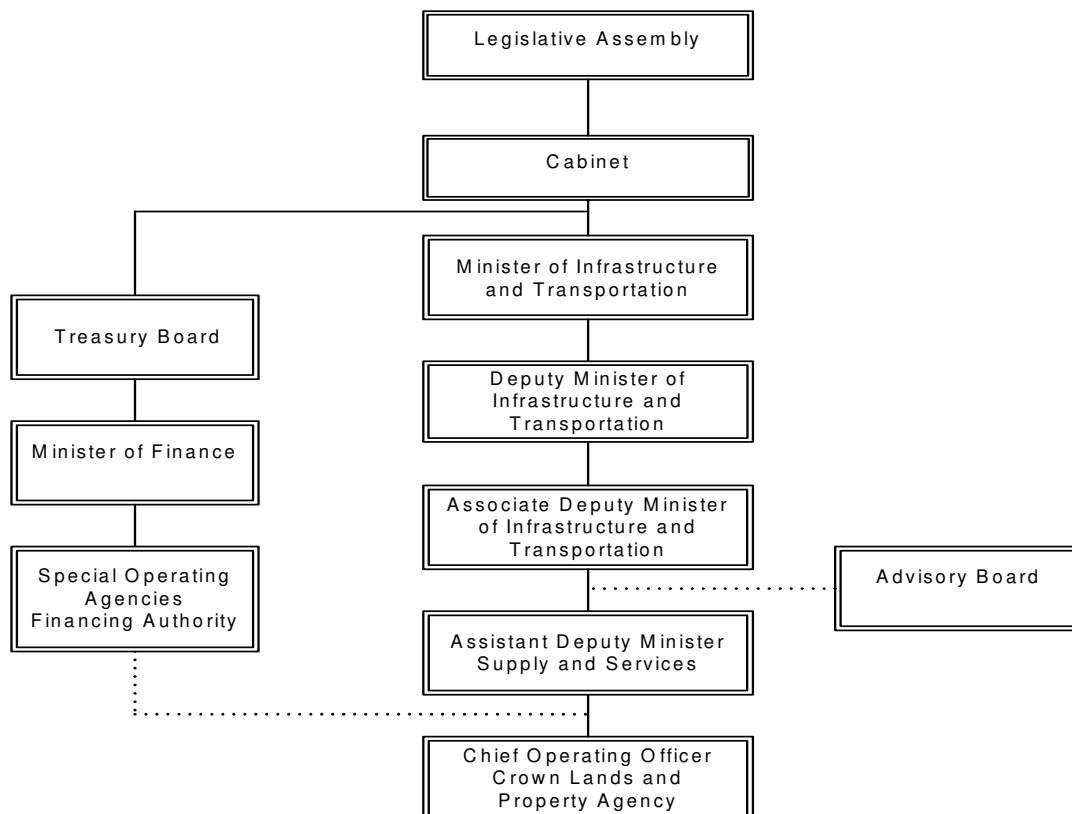 Legislative Assembly
Cabinet
Minister of Infrastructure
and Transportation
Treasury Board
Deputy Minister of
Infrastructure and
Transportation
Minister of Finance
Associate Deputy Minister
of Infrastructure and
Transportation
Special Operating
Agencies
Financing Authority
Advisory Board
Assistant Deputy Minister
Supply and Services
Chief Operating Officer
Crown Lands and
Property Agency